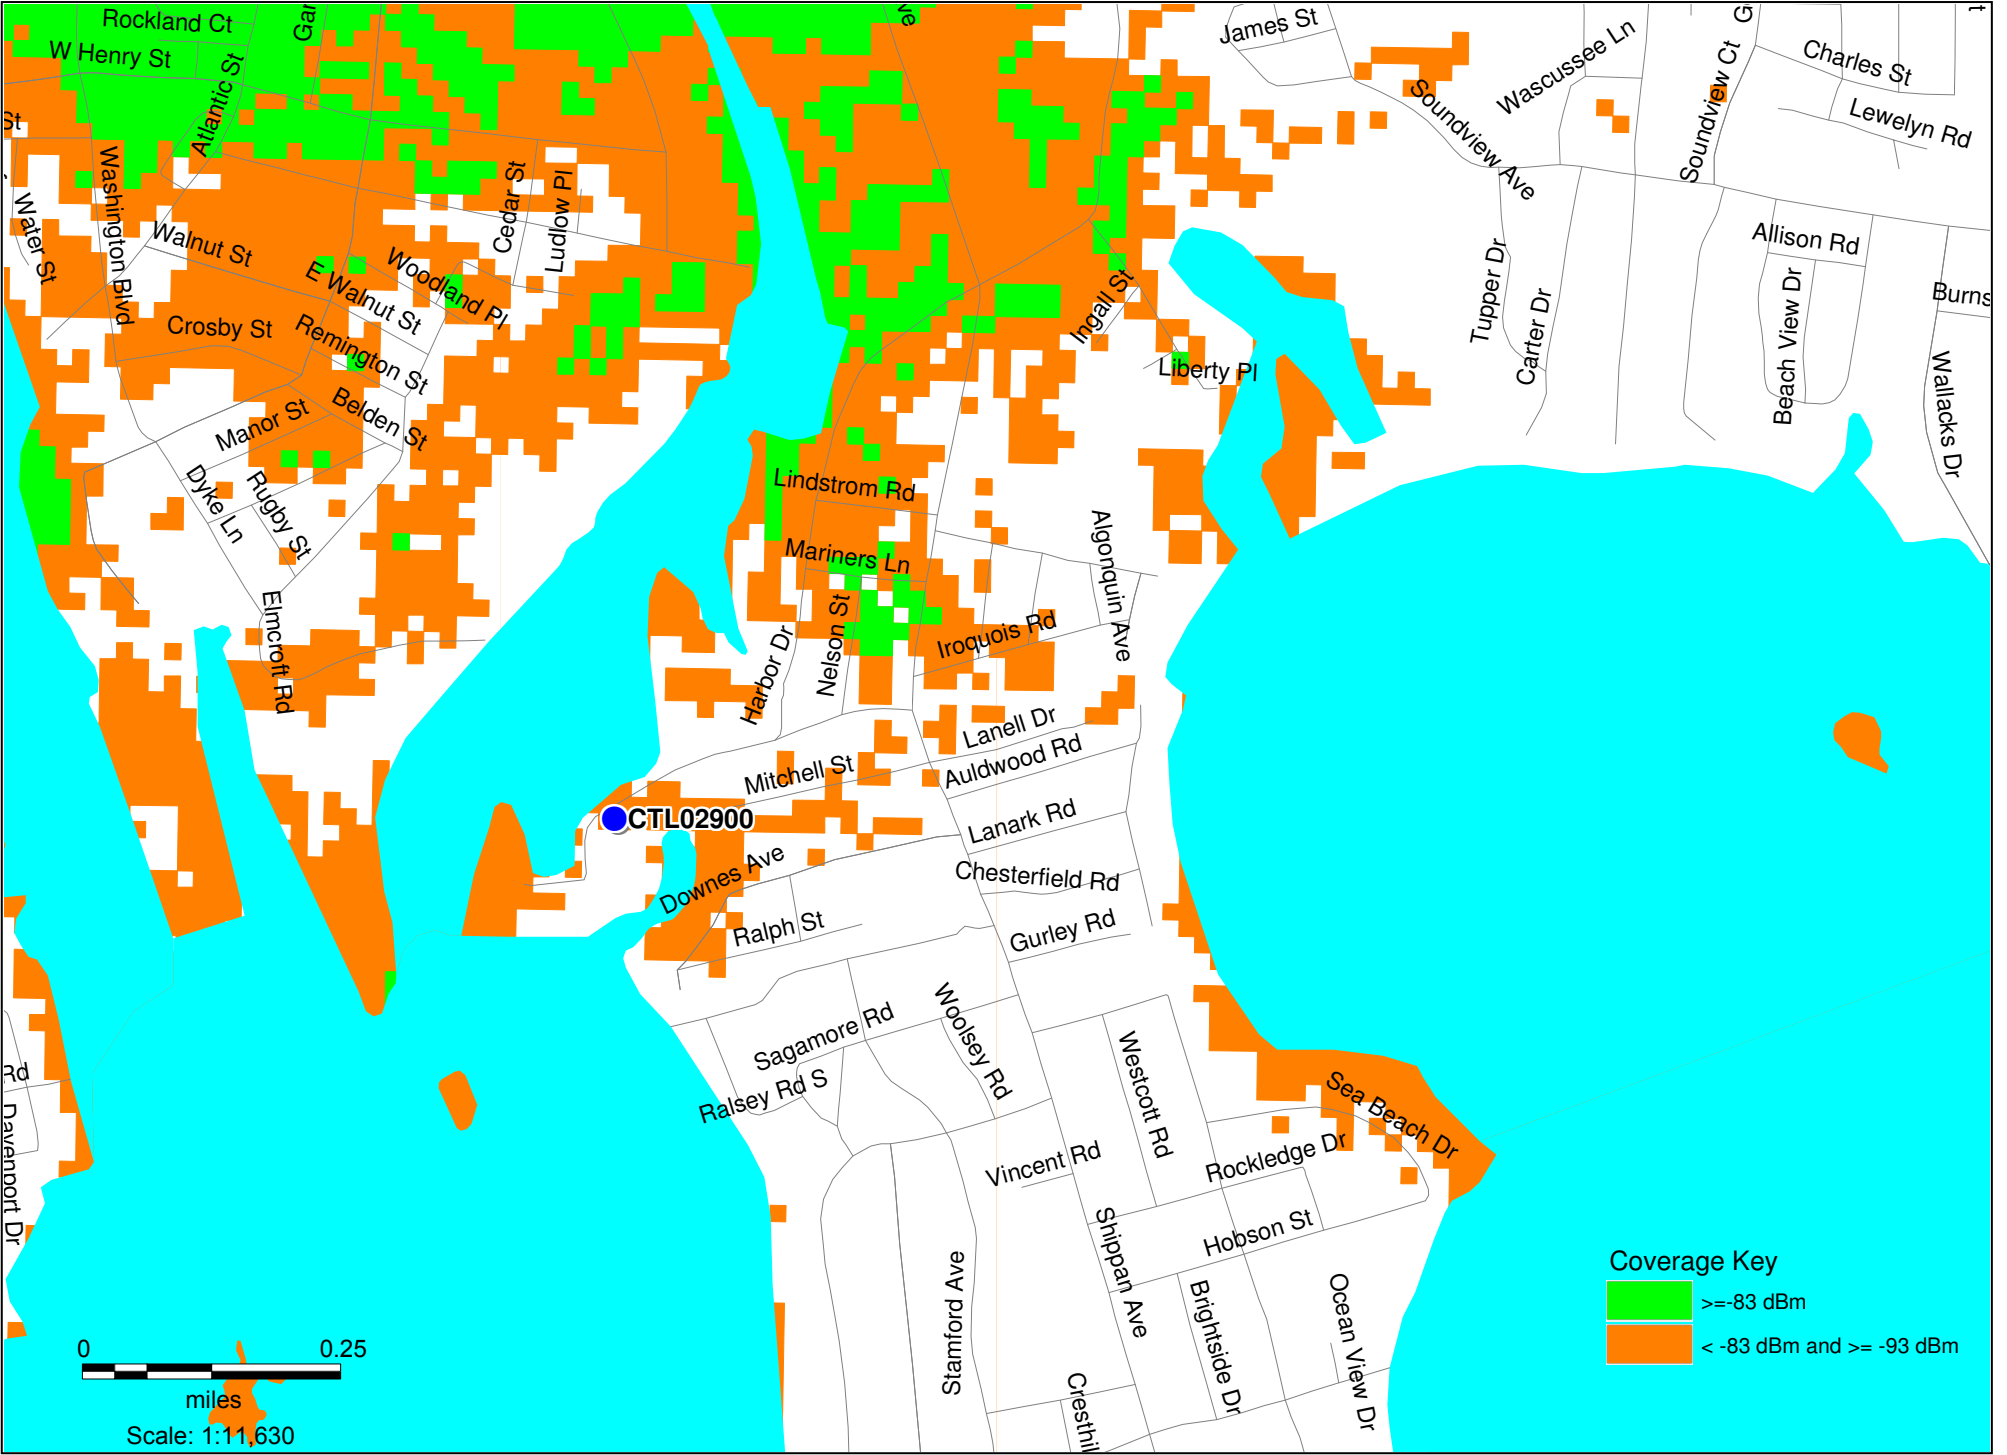 Rockland Ct
W Henry St
Atlantic St
Gar
Ave
James St
Wascussee Ln
Soundview Ct
Charles St
Lewelyn Rd
Soundview Ave
St
Washington Blvd
Water St
Walnut St
Cedar St
Ludlow Pl
E Walnut St
Woodland Pl
Crosby St
Remington St
Belden St
Manor St
Dyke Ln
Rugby St
Elmcroft Rd
Ingall St
Liberty Pl
Tupper Dr
Carter Dr
Allison Rd
Beach View Dr
Burns
Wallacks Dr
Lindstrom Rd
Mariners Ln
Algonquin Ave
Nelson St
Harbor Dr
Iroquois Rd
Lanell Dr
Auldwood Rd
Mitchell St
CTL02900
Lanark Rd
Downes Ave
Chesterfield Rd
Ralph St
Gurley Rd
Sagamore Rd
Woolsey Rd
Ralsey Rd S
Westcott Rd
Sea Beach Dr
Rockledge Dr
Vincent Rd
Hobson St
Shippan Ave
Stamford Ave
Brightside Dr
Ocean View Dr
Cresthil
Rd
Davenport Dr
Coverage Key
>=-83 dBm
< -83 dBm and >= -93 dBm
0 0.25
miles
Scale: 1:11,630